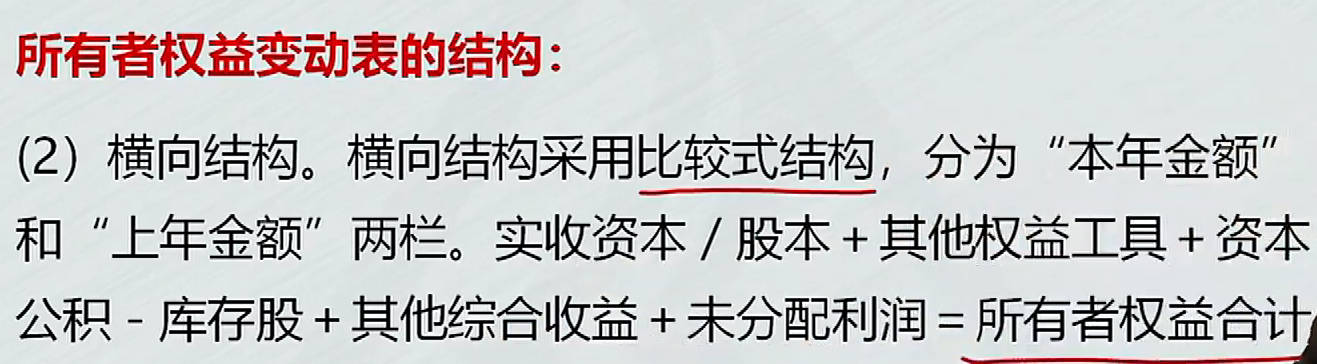 所有者权益变动表的结构：
(2) 横向结构。横向结构采用比较式结构，分为“本年金额”
和“上年金额”两栏。实收资本 / 股本 + 其他权益工具 + 资本
公积 - 库存股 + 其他综合收益 + 未分配利润 = 所有者权益合计